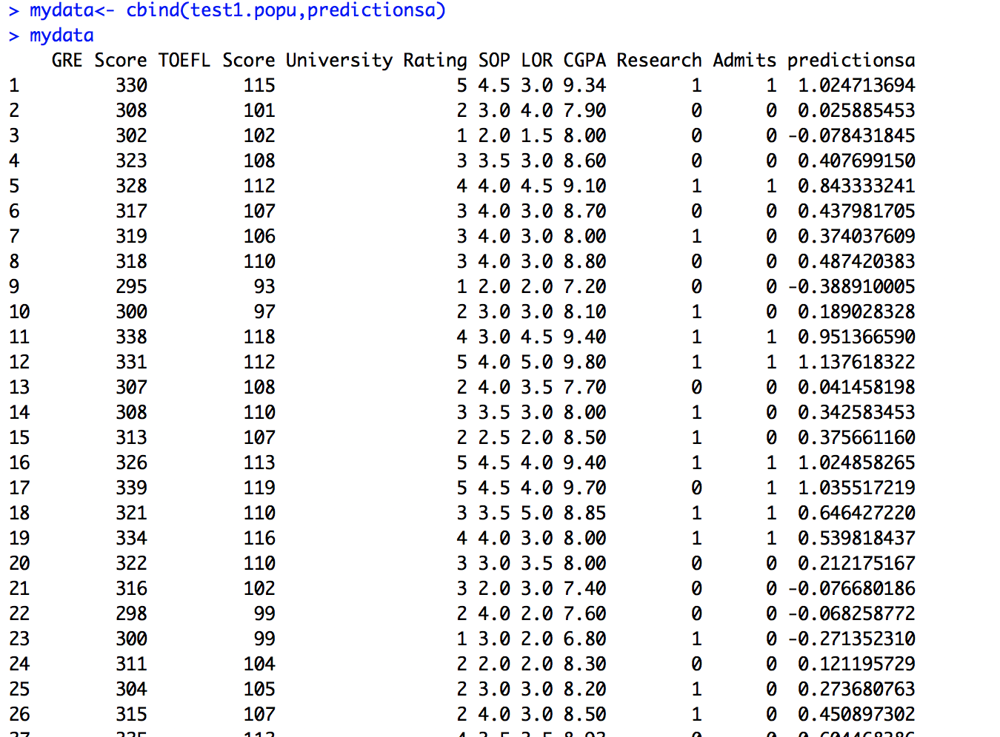 > mydata<- cbind(test1.popu,predictionsa)
> mydata
GRE Score TOEFL Score University Rating SOP LOR CGPA Research Admits predictionsa
1 330 115 5 4.5 3.0 9.34 1 1 1.024713694
2 308 101 2 3.0 4.0 7.90 0 0 0.025885453
3 302 102 1 2.0 1.5 8.00 0 0 -0.078431845
4 323 108 3 3.5 3.0 8.60 0 0 0.407699150
5 328 112 4 4.0 4.5 9.10 1 1 0.843333241
6 317 107 3 4.0 3.0 8.70 0 0 0.437981705
7 319 106 3 4.0 3.0 8.00 1 0 0.374037609
8 318 110 3 4.0 3.0 8.80 0 0 0.487420383
9 295 93 1 2.0 2.0 7.20 0 0 -0.388910005
10 300 97 2 3.0 3.0 8.10 1 0 0.189028328
11 338 118 4 3.0 4.5 9.40 1 1 0.951366590
12 331 112 5 4.0 5.0 9.80 1 1 1.137618322
13 307 108 2 4.0 3.5 7.70 0 0 0.041458198
14 308 110 3 3.5 3.0 8.00 1 0 0.342583453
15 313 107 2 2.5 2.0 8.50 1 0 0.375661160
16 326 113 5 4.5 4.0 9.40 1 1 1.024858265
17 339 119 5 4.5 4.0 9.70 0 1 1.035517219
18 321 110 3 3.5 5.0 8.85 1 1 0.646427220
19 334 116 4 4.0 3.0 8.00 1 1 0.539818437
20 322 110 3 3.0 3.5 8.00 0 0 0.212175167
21 316 102 3 2.0 3.0 7.40 0 0 -0.076680186
22 298 99 2 4.0 2.0 7.60 0 0 -0.068258772
23 300 99 1 3.0 2.0 6.80 1 0 -0.271352310
24 311 104 2 2.0 2.0 8.30 0 0 0.121195729
25 304 105 2 3.0 3.0 8.20 1 0 0.273680763
26 315 107 2 4.0 3.0 8.50 1 0 0.450897302